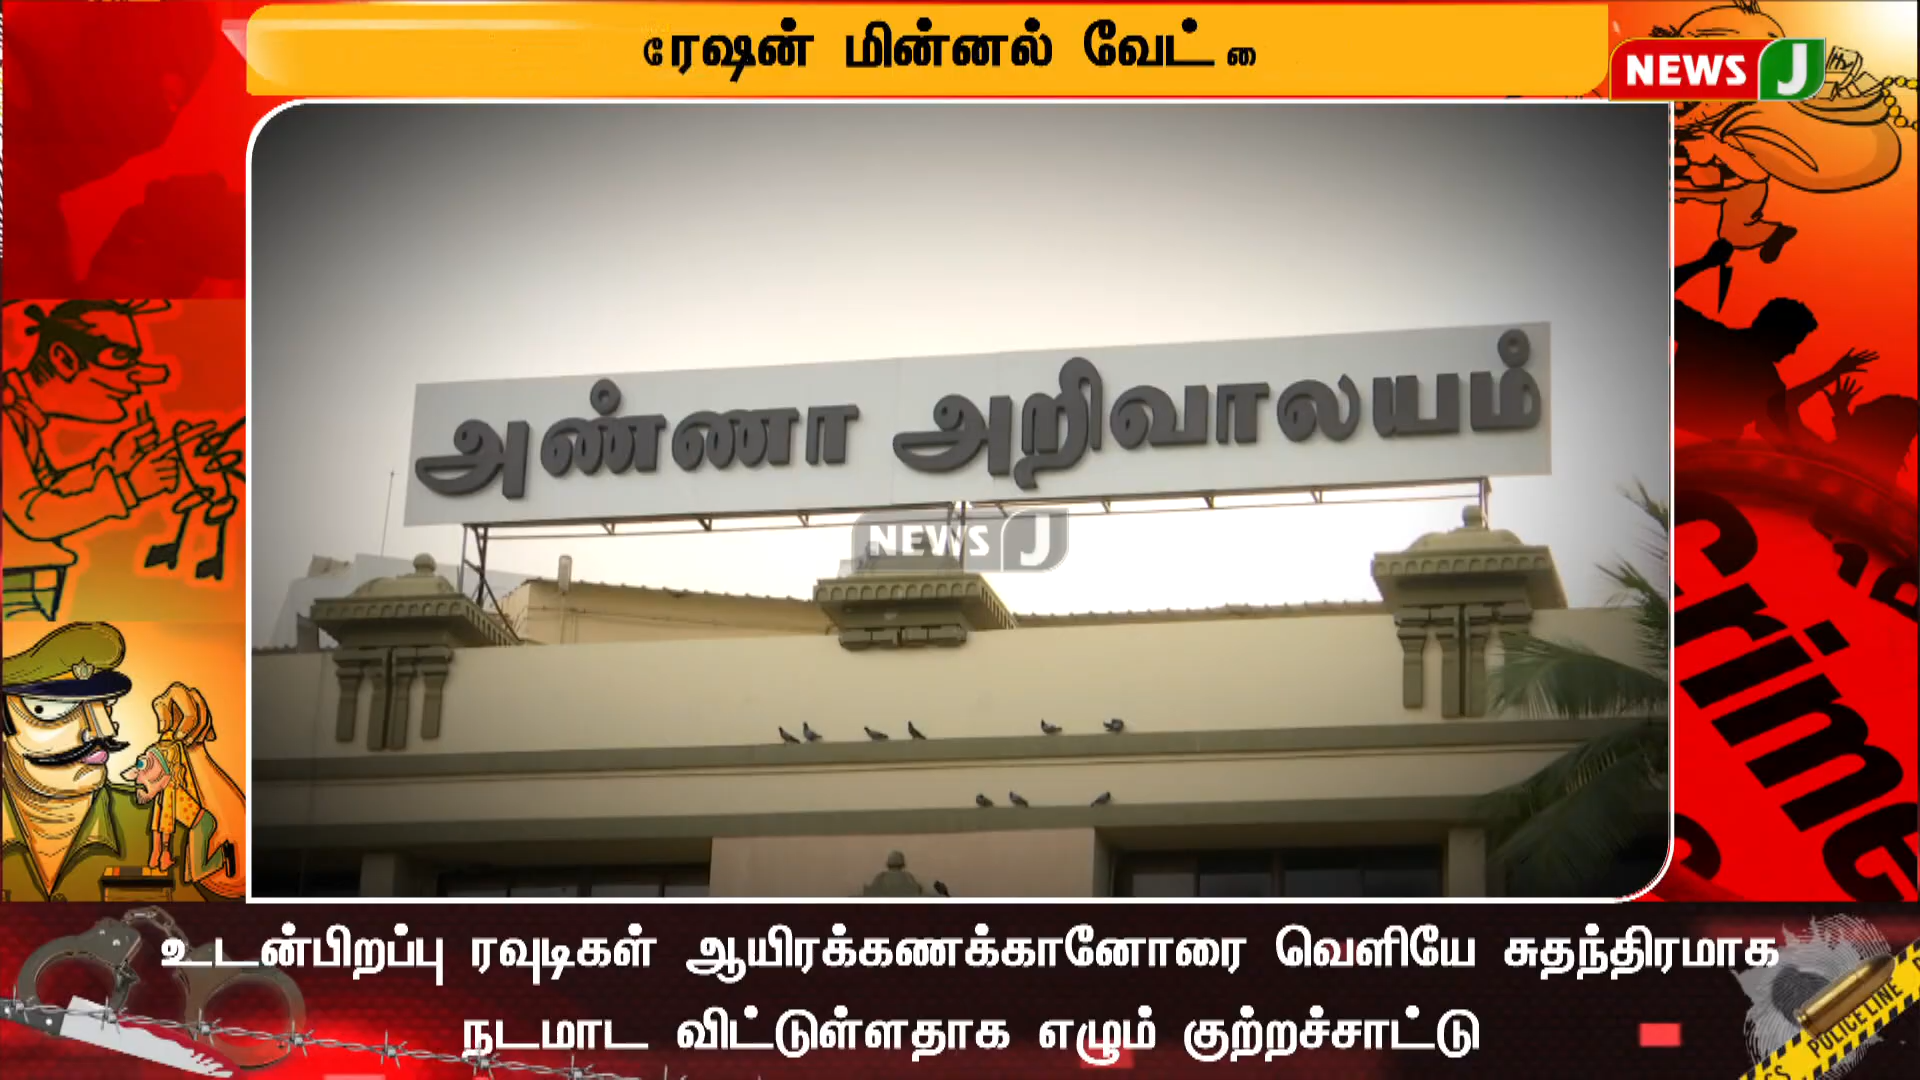 ரேஷன் மின்னல் வேட் டை
NEWS J
அண்ணா அறிவாலயம்
NEWS J
Crime
உடன்பிறப்பு ரவுடிகள் ஆயிரக்கணக்கானோரை வெளியே சுதந்திரமாக
நடமாட விட்டுள்ளதாக எழும் குற்றச்சாட்டு
POLICE LINE